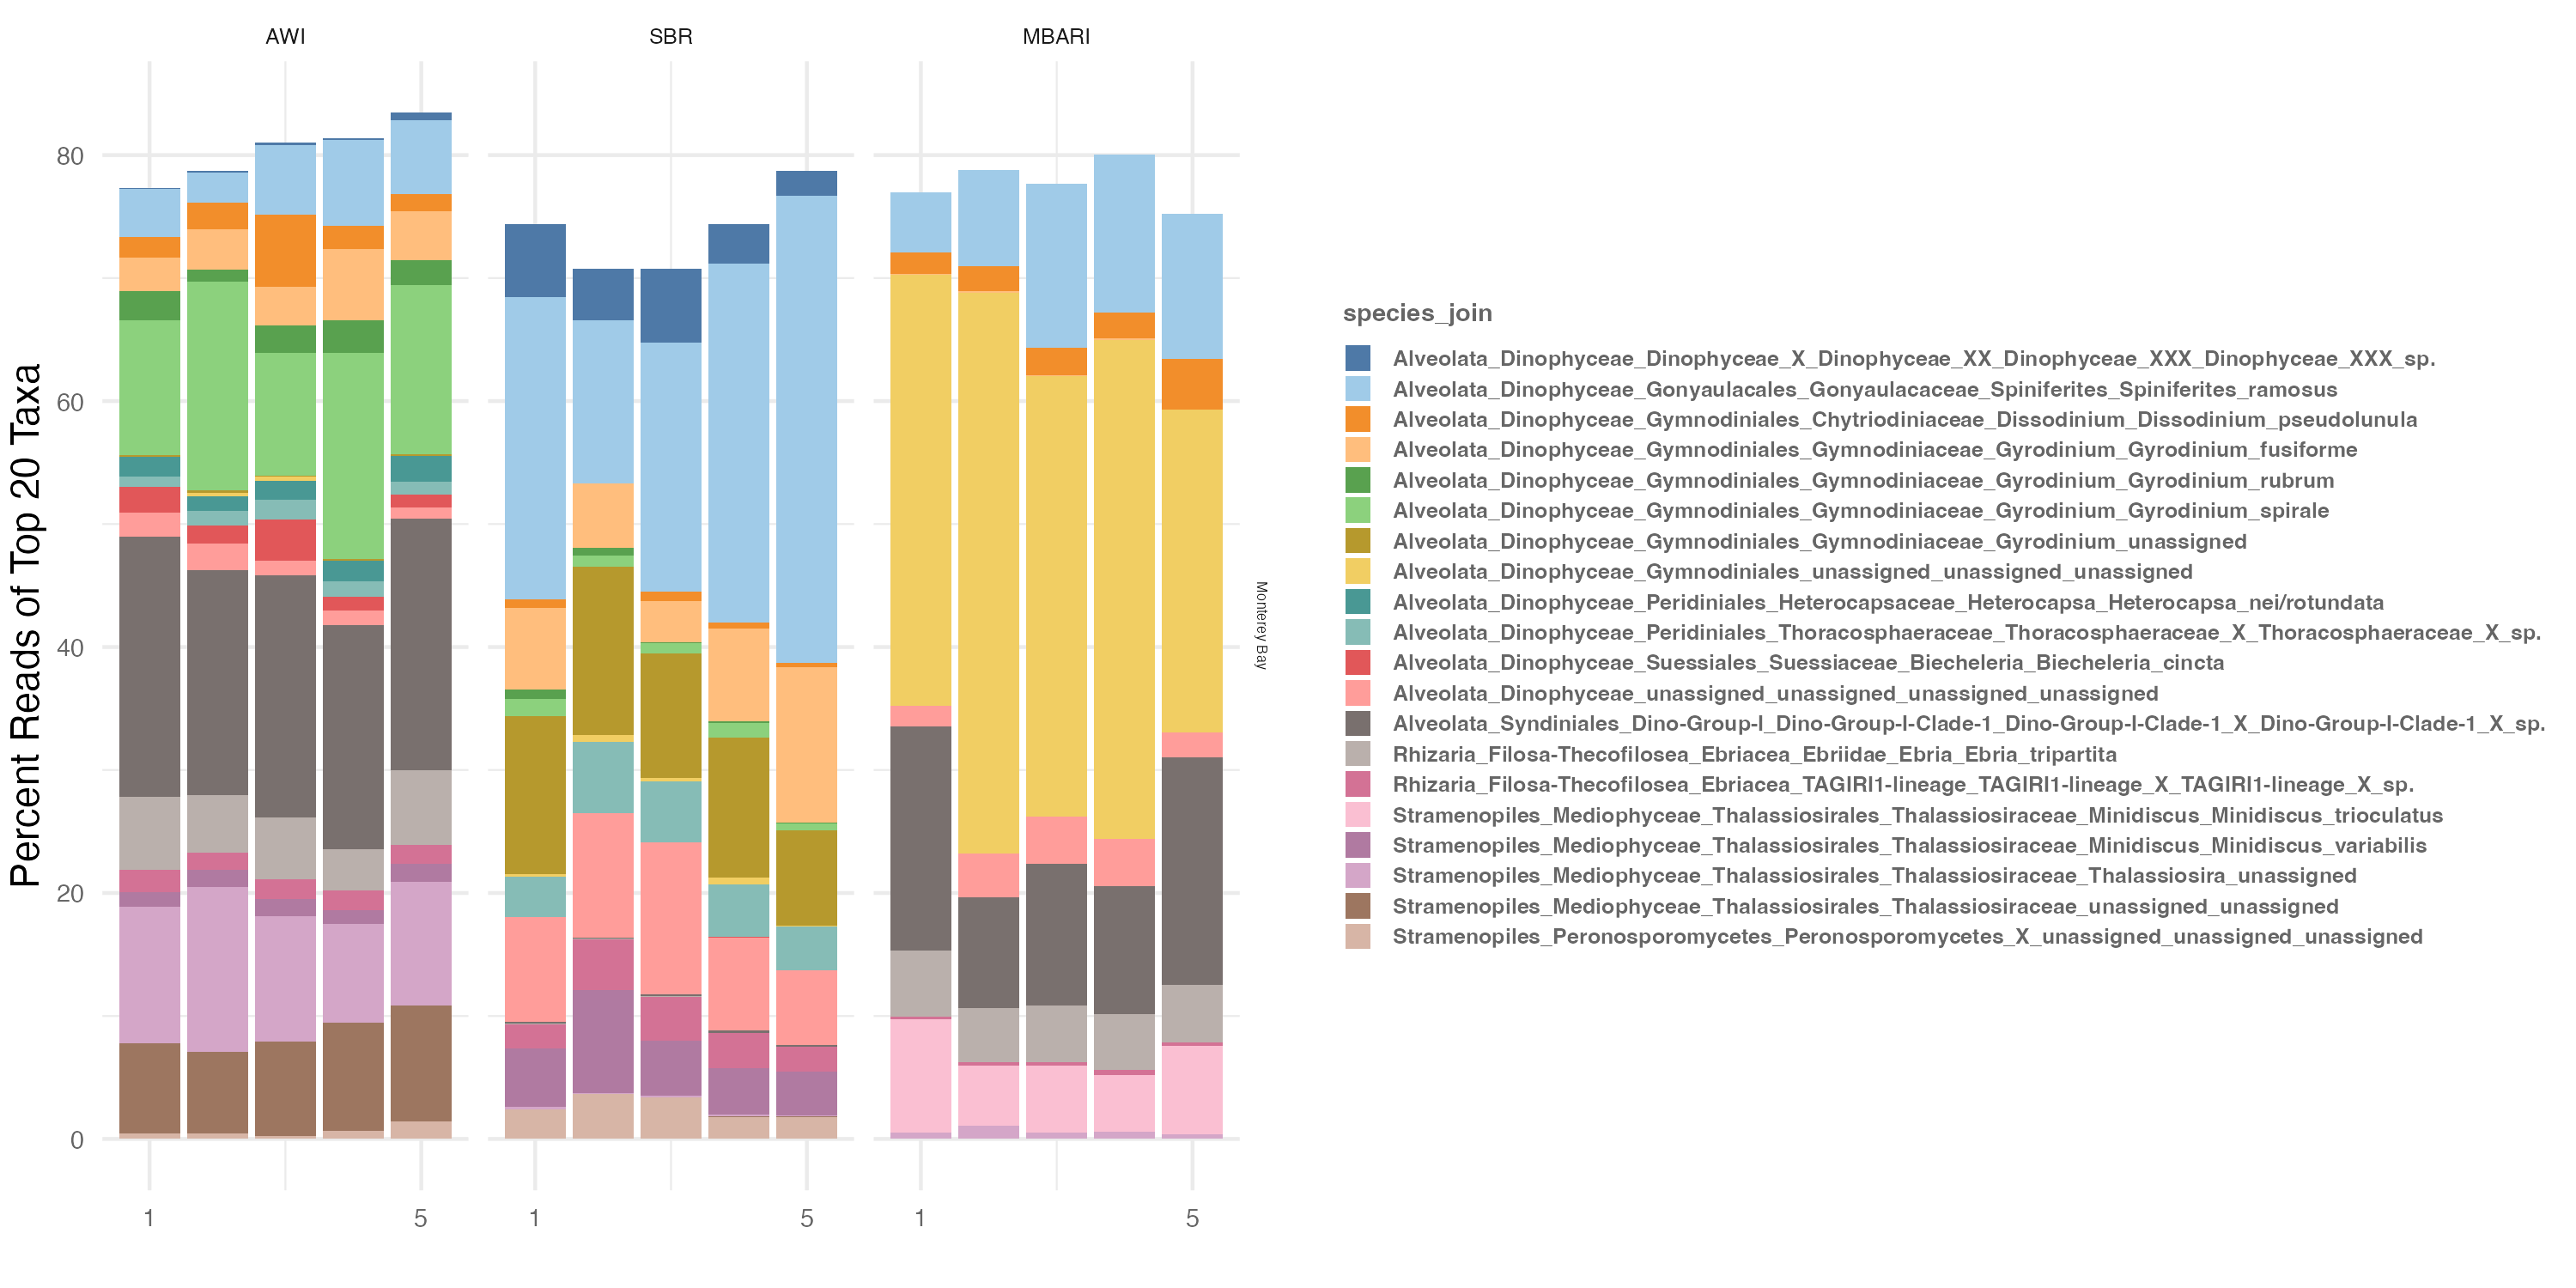 AWI
SBR
MBARI
Percent Reads of Top 20 Taxa
80
60
40
20
0
1
5
1
5
1
5
Monterey Bay
species_join
Alveolata_Dinophyceae_Dinophyceae_X_Dinophyceae_XX_Dinophyceae_XXX_Dinophyceae_XXX_sp.
Alveolata_Dinophyceae_Gonyaulacales_Gonyaulacaceae_Spiniferites_Spiniferites_ramosus
Alveolata_Dinophyceae_Gymnodiniales_Chytriodiniaceae_Dissodinium_Dissodinium_pseudolunula
Alveolata_Dinophyceae_Gymnodiniales_Gymnodiniaceae_Gyrodinium_Gyrodinium_fusiforme
Alveolata_Dinophyceae_Gymnodiniales_Gymnodiniaceae_Gyrodinium_Gyrodinium_rubrum
Alveolata_Dinophyceae_Gymnodiniales_Gymnodiniaceae_Gyrodinium_Gyrodinium_spirale
Alveolata_Dinophyceae_Gymnodiniales_Gymnodiniaceae_Gyrodinium_unassigned
Alveolata_Dinophyceae_Gymnodiniales_unassigned_unassigned_unassigned
Alveolata_Dinophyceae_Peridiniales_Heterocapsaceae_Heterocapsa_Heterocapsa_nei/rotundata
Alveolata_Dinophyceae_Peridiniales_Thoracosphaeraceae_Thoracosphaeraceae_X_Thoracosphaeraceae_X_sp.
Alveolata_Dinophyceae_Suessiales_Suessiaceae_Biecheleria_Biecheleria_cincta
Alveolata_Dinophyceae_unassigned_unassigned_unassigned_unassigned
Alveolata_Syndiniales_Dino-Group-I_Dino-Group-I-Clade-1_Dino-Group-I-Clade-1_X_Dino-Group-I-Clade-1_X_sp.
Rhizaria_Filosa-Thecofilosea_Ebriacea_Ebriidae_Ebria_Ebria_tripartita
Rhizaria_Filosa-Thecofilosea_Ebriacea_TAGIRI1-lineage_TAGIRI1-lineage_X_TAGIRI1-lineage_X_sp.
Stramenopiles_Mediophyceae_Thalassiosirales_Thalassiosiraceae_Minidiscus_Minidiscus_trioculatus
Stramenopiles_Mediophyceae_Thalassiosirales_Thalassiosiraceae_Minidiscus_Minidiscus_variabilis
Stramenopiles_Mediophyceae_Thalassiosirales_Thalassiosiraceae_Thalassiosira_unassigned
Stramenopiles_Mediophyceae_Thalassiosirales_Thalassiosiraceae_unassigned_unassigned
Stramenopiles_Peronosporomycetes_Peronosporomycetes_X_unassigned_unassigned_unassigned